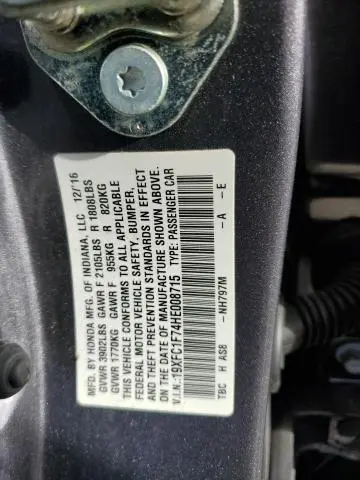 MFD. BY HONDA MFG. OF INDIANA, LLC 12/'16
GVWR 3902LBS GAWR F 2105LBS R 1808LBS
GVWR 1770KG GAWR F 955KG R 820KG
THIS VEHICLE CONFORMS TO ALL APPLICABLE
FEDERAL MOTOR VEHICLE SAFETY, BUMPER,
AND THEFT PREVENTION STANDARDS IN EFFECT
ON THE DATE OF MANUFACTURE SHOWN ABOVE.
V.I.N.:19XFC1F74HE008715 TYPE: PASSENGER CAR
TBC H AS8 – NH797M – A – E